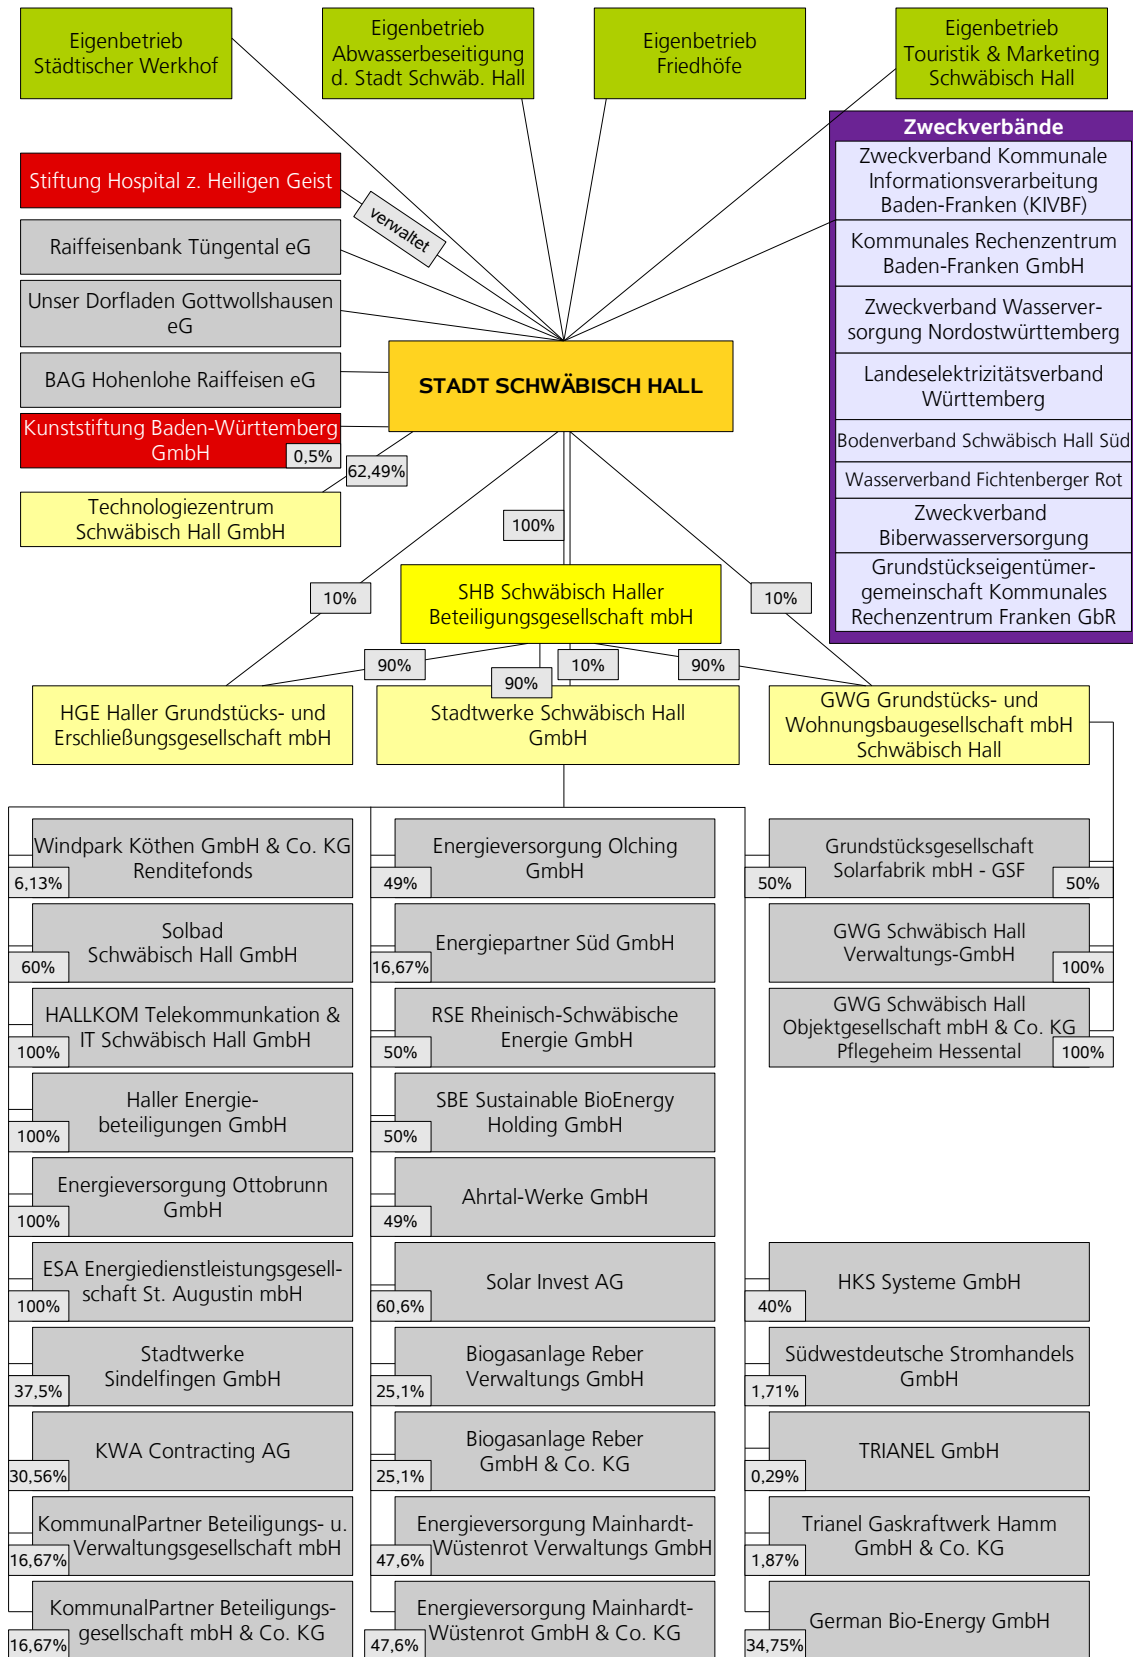 Eigenbetrieb
Städtischer Werkhof
Eigenbetrieb
Abwasserbeseitigung
d. Stadt Schwäb. Hall
Eigenbetrieb
Friedhöfe
Eigenbetrieb
Touristik & Marketing
Schwäbisch Hall
Stiftung Hospital z. Heiligen Geist
verwaltet
Raiffeisenbank Tüngental eG
Unser Dorfladen Gottwollshausen
eG
BAG Hohenlohe Raiffeisen eG
Kunststiftung Baden-Württemberg
GmbH
0,5%
62,49%
Technologiezentrum
Schwäbisch Hall GmbH
STADT SCHWÄBISCH HALL
Zweckverbände
Zweckverband Kommunale
Informationsverarbeitung
Baden-Franken (KIVBF)
Kommunales Rechenzentrum
Baden-Franken GmbH
Zweckverband Wasserver-
sorgung Nordostwürttemberg
Landeselektrizitätsverband
Württemberg
Bodenverband Schwäbisch Hall Süd
Wasserverband Fichtenberger Rot
Zweckverband
Biberwasserversorgung
Grundstückseigentümer-
gemeinschaft Kommunales
Rechenzentrum Franken GbR
100%
10%
SHB Schwäbisch Haller
Beteiligungsgesellschaft mbH
10%
90%
90%
10%
90%
HGE Haller Grundstücks- und
Erschließungsgesellschaft mbH
Stadtwerke Schwäbisch Hall
GmbH
GWG Grundstücks- und
Wohnungsbaugesellschaft mbH
Schwäbisch Hall
Windpark Köthen GmbH & Co. KG
Renditefonds
6,13%
Solbad
Schwäbisch Hall GmbH
60%
HALLKOM Telekommunkation &
IT Schwäbisch Hall GmbH
100%
Haller Energie-
beteiligungen GmbH
100%
Energieversorgung Ottobrunn
GmbH
100%
ESA Energiedienstleistungsgesell-
schaft St. Augustin mbH
100%
Stadtwerke
Sindelfingen GmbH
37,5%
KWA Contracting AG
30,56%
KommunalPartner Beteiligungs- u.
Verwaltungsgesellschaft mbH
16,67%
KommunalPartner Beteiligungs-
gesellschaft mbH & Co. KG
16,67%
Energieversorgung Olching
GmbH
49%
Energiepartner Süd GmbH
16,67%
RSE Rheinisch-Schwäbische
Energie GmbH
50%
SBE Sustainable BioEnergy
Holding GmbH
50%
Ahrtal-Werke GmbH
49%
Solar Invest AG
60,6%
Biogasanlage Reber
Verwaltungs GmbH
25,1%
Biogasanlage Reber
GmbH & Co. KG
25,1%
Energieversorgung Mainhardt-
Wüstenrot Verwaltungs GmbH
47,6%
Energieversorgung Mainhardt-
Wüstenrot GmbH & Co. KG
47,6%
Grundstücksgesellschaft
Solarfabrik mbH - GSF
50%
50%
GWG Schwäbisch Hall
Verwaltungs-GmbH
100%
GWG Schwäbisch Hall
Objektgesellschaft mbH & Co. KG
Pflegeheim Hessental
100%
HKS Systeme GmbH
40%
Südwestdeutsche Stromhandels
GmbH
1,71%
TRIANEL GmbH
0,29%
Trianel Gaskraftwerk Hamm
GmbH & Co. KG
1,87%
German Bio-Energy GmbH
34,75%